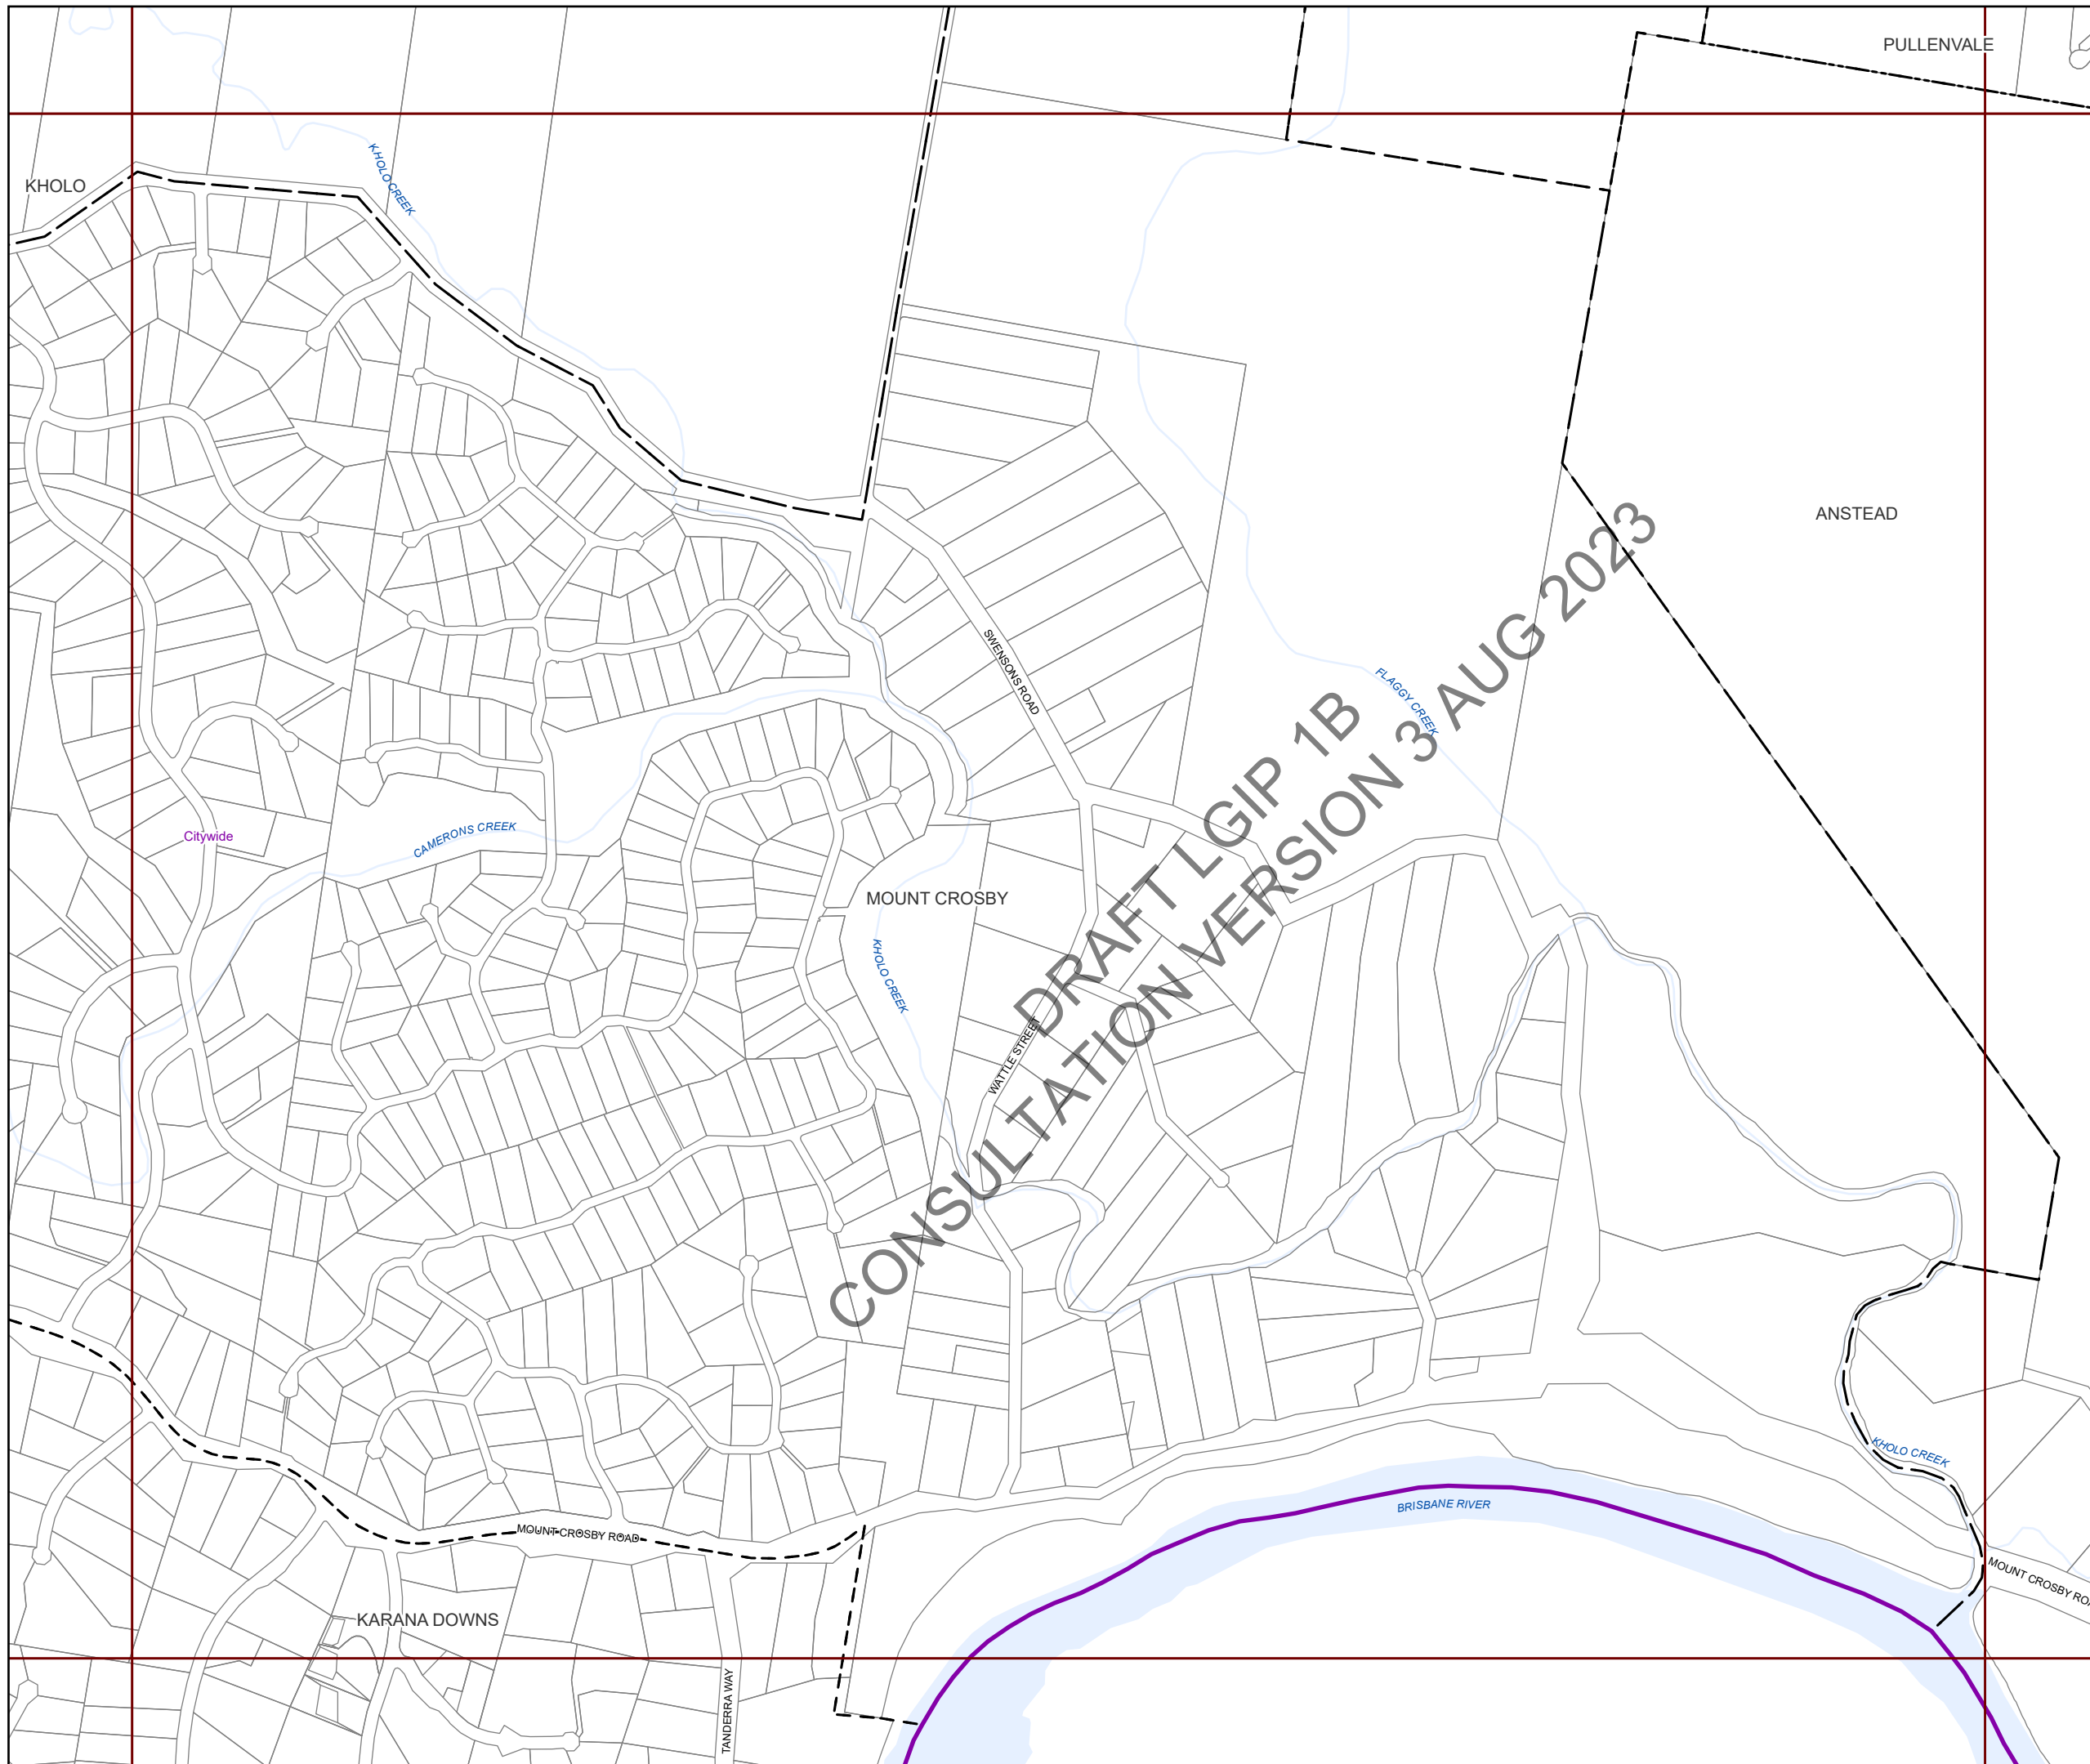 PULLENVALE
KHOLO CREEK
KHOLO
ANSTEAD
SWENSONS ROAD
FLAGGY CREEK
Citywide
CAMERONS CREEK
MOUNT CROSBY
KHOLO CREEK
WATTLE STREET
DRAFT LGIP 1B
CONSULTATION VERSION 3 AUG 2023
KHOLO CREEK
BRISBANE RIVER
MOUNT CROSBY ROAD
MOUNT CROSBY ROA
KARANA DOWNS
TANDERRA WAY